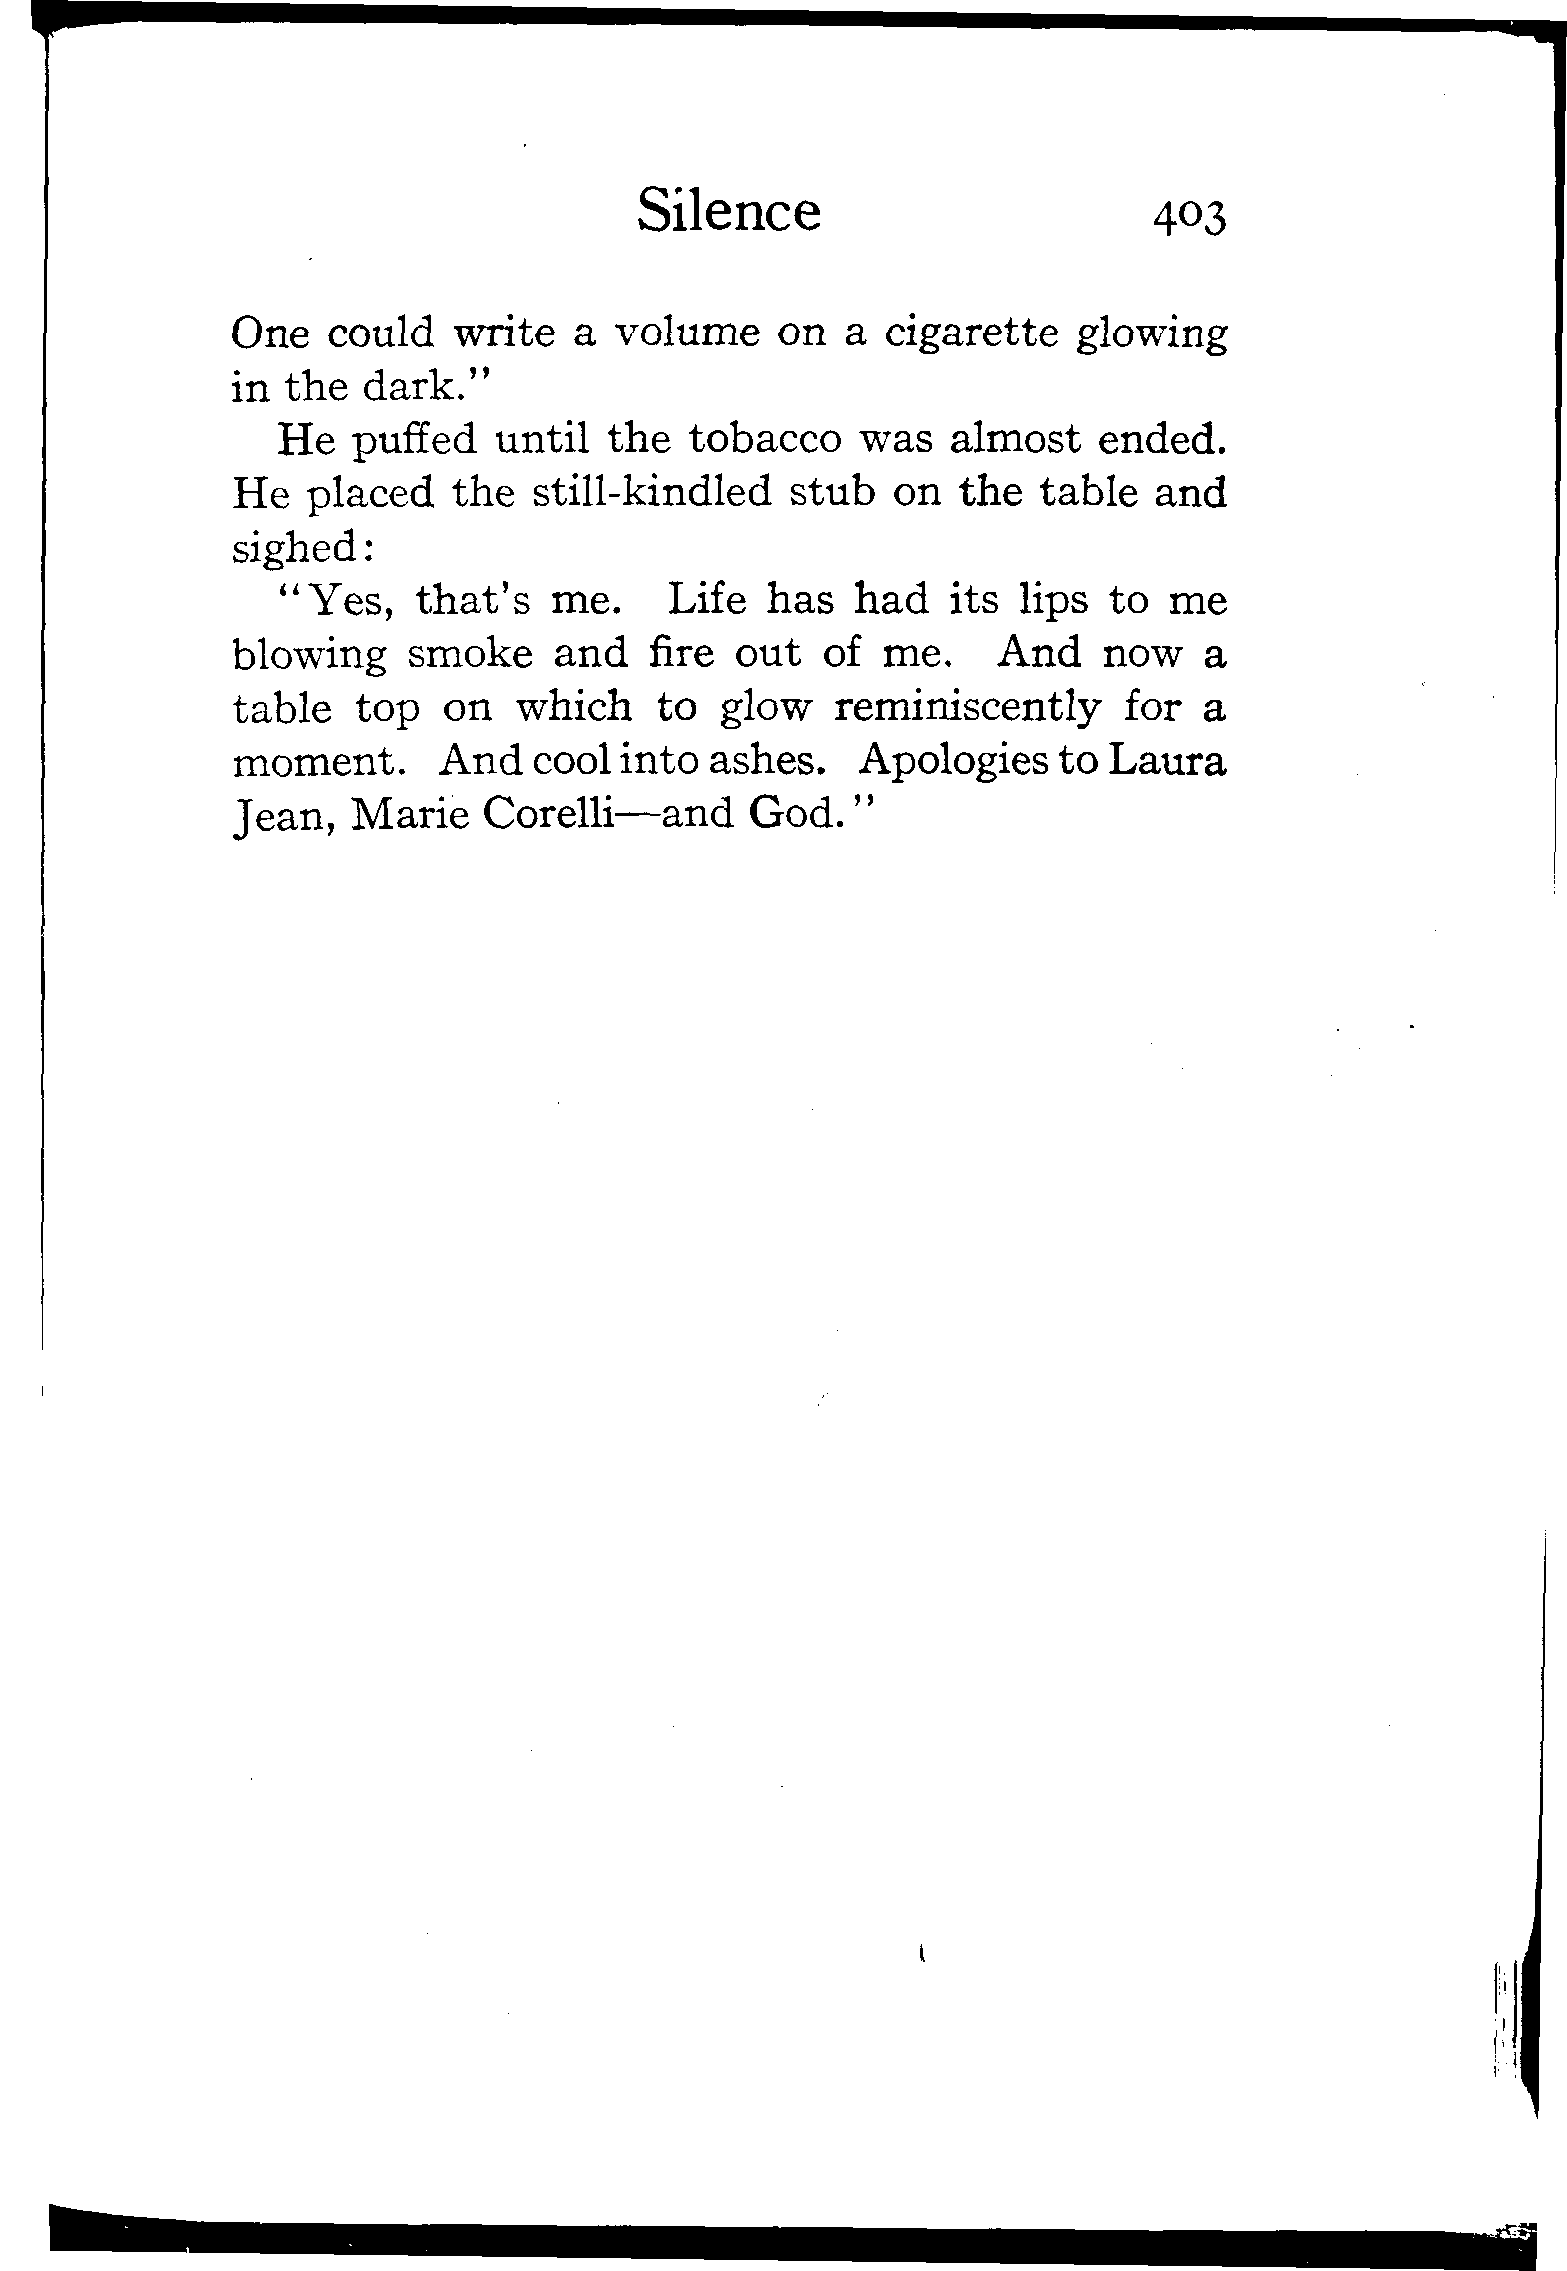 Silence 403
One could write a volume on a cigarette glowing
in the dark."
He puffed until the tobacco was almost ended.
He placed the still-kindled stub on the table and
sighed:
"Yes, that's me. Life has had its lips to me
blowing smoke and fire out of me. And now a
table top on which to glow reminiscently for a
moment. And cool into ashes. Apologies to Laura
Jean, Marie Corelli—and God."